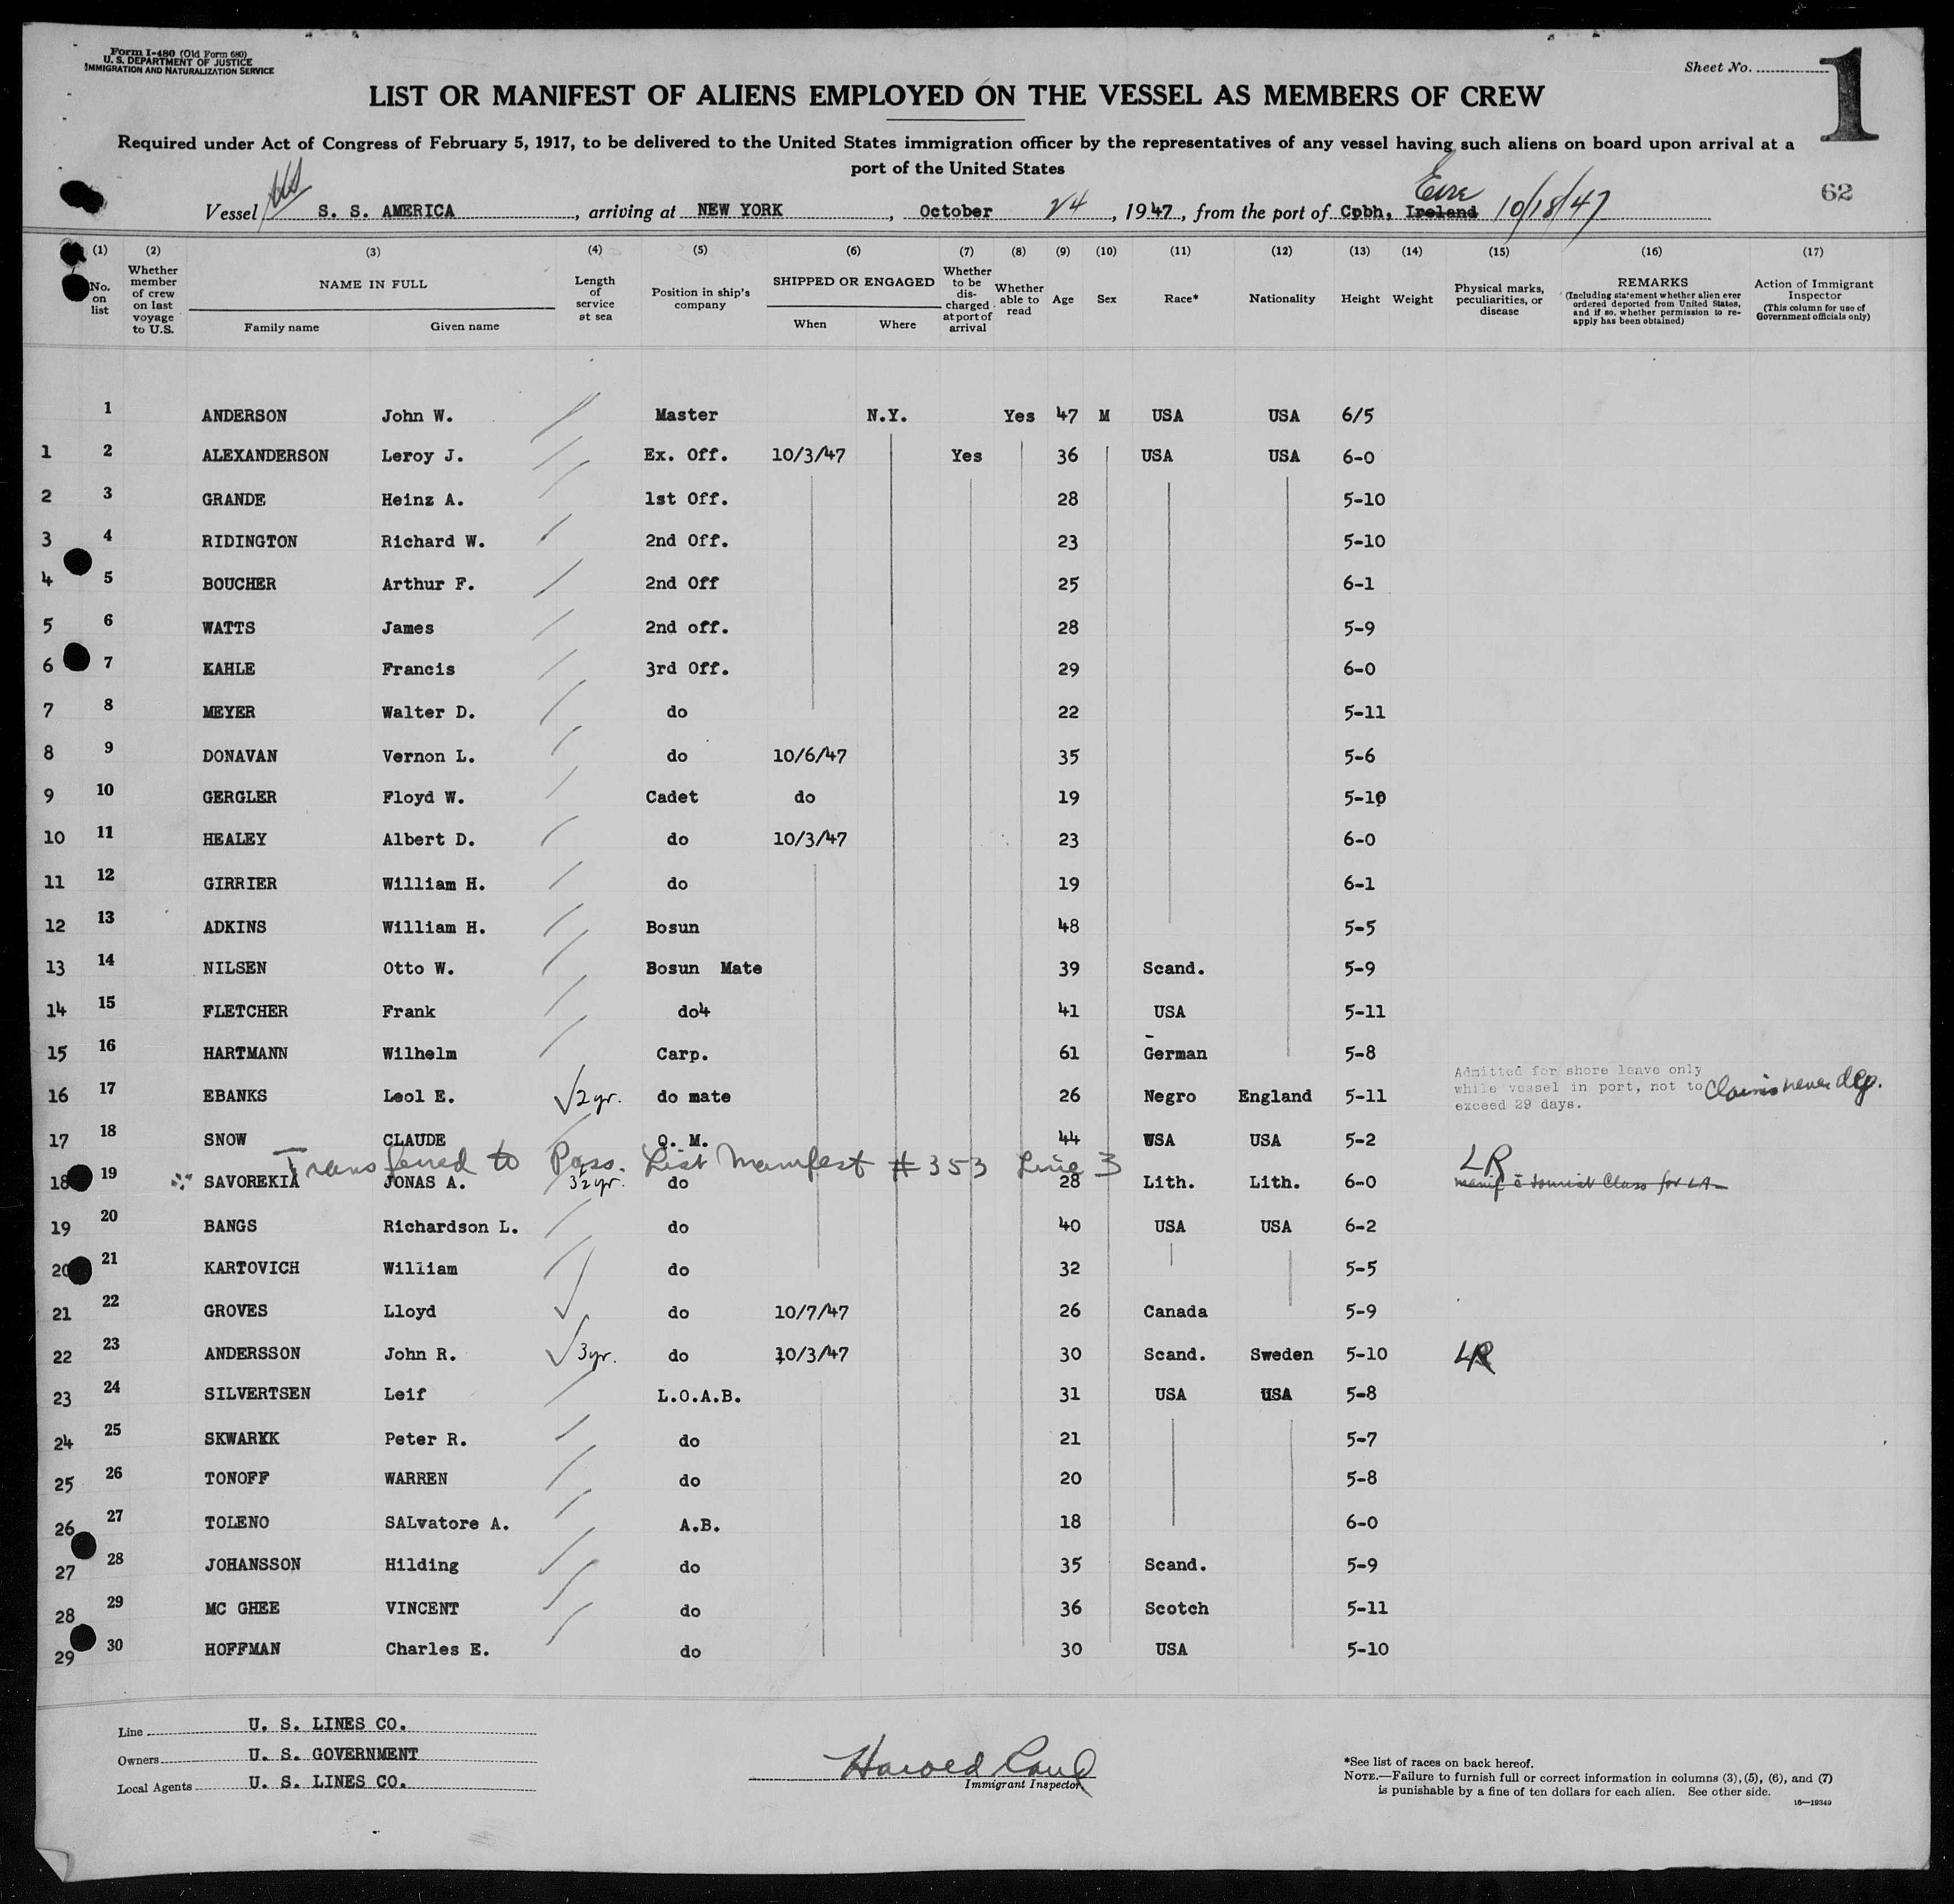 Form I-480 (Old Form 680)
U. S. DEPARTMENT OF JUSTICE
IMMIGRATION AND NATURALIZATION SERVICE
Sheet No. 1
LIST OR MANIFEST OF ALIENS EMPLOYED ON THE VESSEL AS MEMBERS OF CREW
Required under Act of Congress of February 5, 1917, to be delivered to the United States immigration officer by the representatives of any vessel having such aliens on board upon arrival at a
port of the United States
62
Vessel S. S. AMERICA, arriving at NEW YORK, October 24, 1947, from the port of Cpbh, Ireland Eire 10/18/47
(1) (2) (3) (4) (5) (6) (7) (8) (9) (10) (11) (12) (13) (14) (15) (16) (17)
No. on list
Whether member of crew on last voyage to U.S.
NAME IN FULL
Family name Given name
Length of service at sea
Position in ship's company
SHIPPED OR ENGAGED
When Where
Whether to be discharged at port of arrival
Whether able to read
Age
Sex
Race*
Nationality
Height
Weight
Physical marks, peculiarities, or disease
REMARKS
(Including statement whether alien ever ordered deported from United States, and if so, whether permission to reapply has been obtained)
Action of Immigrant Inspector
(This column for use of Government officials only)
1 ANDERSON John W. Master N.Y. Yes 47 M USA USA 6/5
1 2 ALEXANDERSON Leroy J. Ex. Off. 10/3/47 Yes 36 USA USA 6-0
2 3 GRANDE Heinz A. 1st Off. 28 5-10
3 4 RIDINGTON Richard W. 2nd Off. 23 5-10
4 5 BOUCHER Arthur F. 2nd Off 25 6-1
5 6 WATTS James 2nd off. 28 5-9
6 7 KAHLE Francis 3rd Off. 29 6-0
7 8 MEYER Walter D. do 22 5-11
8 9 DONAVAN Vernon L. do 10/6/47 35 5-6
9 10 GERGLER Floyd W. Cadet do 19 5-10
10 11 HEALEY Albert D. do 10/3/47 23 6-0
11 12 GIRRIER William H. do 19 6-1
12 13 ADKINS William H. Bosun 48 5-5
13 14 NILSEN Otto W. Bosun Mate 39 Scand. 5-9
14 15 FLETCHER Frank do4 41 USA 5-11
15 16 HARTMANN Wilhelm Carp. 61 German 5-8
16 17 EBANKS Leol E. 2 yr. do mate 26 Negro England 5-11 Admitted for shore leave only while vessel in port, not to exceed 29 days. Claims never dep.
17 18 SNOW CLAUDE Q. M. 44 USA USA 5-2
Transferred to Pass. List Manifest #353 Line 3
18 19 SAVOREKIA JONAS A. 3½ yr. do 28 Lith. Lith. 6-0 LR manif c tourist Class for LA
19 20 BANGS Richardson L. do 40 USA USA 6-2
20 21 KARTOVICH William do 32 5-5
21 22 GROVES Lloyd do 10/7/47 26 Canada 5-9
22 23 ANDERSSON John R. 3 yr. do 10/3/47 30 Scand. Sweden 5-10 LR
23 24 SILVERTSEN Leif L.O.A.B. 31 USA USA 5-8
24 25 SKWARKK Peter R. do 21 5-7
25 26 TONOFF WARREN do 20 5-8
26 27 TOLENO SALvatore A. A.B. 18 6-0
27 28 JOHANSSON Hilding do 35 Scand. 5-9
28 29 MC GHEE VINCENT do 36 Scotch 5-11
29 30 HOFFMAN Charles E. do 30 USA 5-10
Line U. S. LINES CO.
Owners U. S. GOVERNMENT
Local Agents U. S. LINES CO.
Harold
Immigrant Inspector
*See list of races on back hereof.
NOTE.—Failure to furnish full or correct information in columns (3), (5), (6), and (7)
is punishable by a fine of ten dollars for each alien. See other side.
16—19349